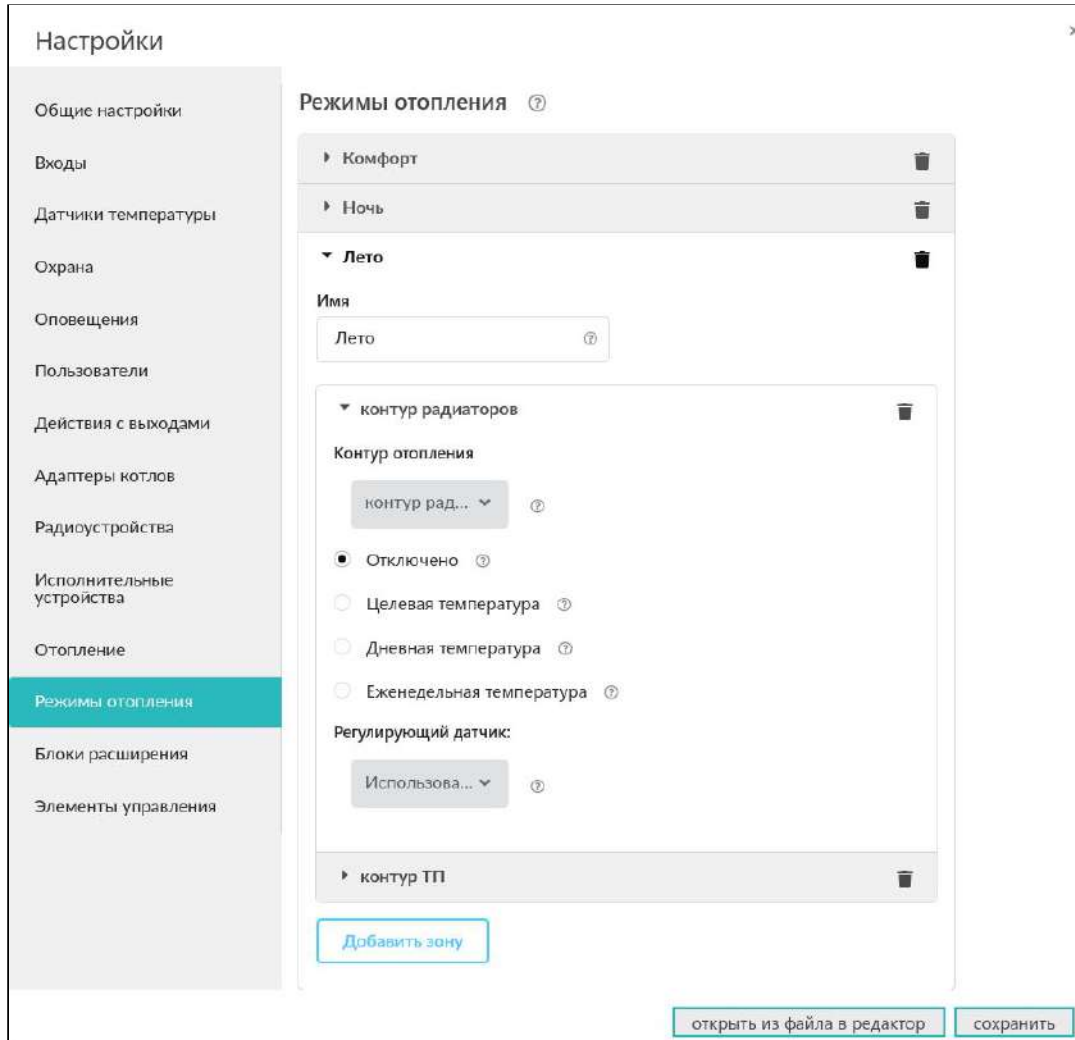 Настройки
Общие настройки
Входы
Датчики температуры
Охрана
Оповещения
Пользователи
Действия с выходами
Адаптеры котлов
Радиоустройства
Исполнительные
устройства
Отопление
Режимы отопления
Блоки расширения
Элементы управления
Режимы отопления
Комфорт
Ночь
Лето
Имя
Лето
контур радиаторов
Контур отопления
контур рад...
Отключено
Целевая температура
Дневная температура
Еженедельная температура
Регулирующий датчик:
Использова...
контур ТП
Добавить зону
открыть из файла в редактор
сохранить